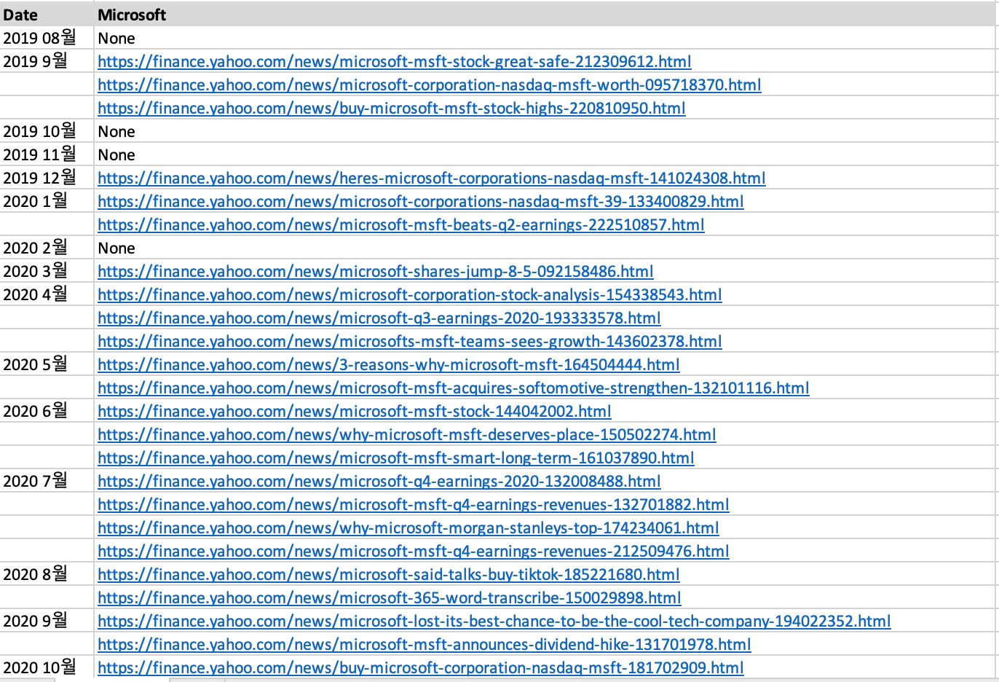 Date Microsoft
2019 08월 None
2019 9월 https://finance.yahoo.com/news/microsoft-msft-stock-great-safe-212309612.html
https://finance.yahoo.com/news/microsoft-corporation-nasdaq-msft-worth-095718370.html
https://finance.yahoo.com/news/buy-microsoft-msft-stock-highs-220810950.html
2019 10월 None
2019 11월 None
2019 12월 https://finance.yahoo.com/news/heres-microsoft-corporations-nasdaq-msft-141024308.html
2020 1월 https://finance.yahoo.com/news/microsoft-corporations-nasdaq-msft-39-133400829.html
https://finance.yahoo.com/news/microsoft-msft-beats-q2-earnings-222510857.html
2020 2월 None
2020 3월 https://finance.yahoo.com/news/microsoft-shares-jump-8-5-092158486.html
2020 4월 https://finance.yahoo.com/news/microsoft-corporation-stock-analysis-154338543.html
https://finance.yahoo.com/news/microsoft-q3-earnings-2020-193333578.html
https://finance.yahoo.com/news/microsofts-msft-teams-sees-growth-143602378.html
2020 5월 https://finance.yahoo.com/news/3-reasons-why-microsoft-msft-164504444.html
https://finance.yahoo.com/news/microsoft-msft-acquires-softomotive-strengthen-132101116.html
2020 6월 https://finance.yahoo.com/news/microsoft-msft-stock-144042002.html
https://finance.yahoo.com/news/why-microsoft-msft-deserves-place-150502274.html
https://finance.yahoo.com/news/microsoft-msft-smart-long-term-161037890.html
2020 7월 https://finance.yahoo.com/news/microsoft-q4-earnings-2020-132008488.html
https://finance.yahoo.com/news/microsoft-msft-q4-earnings-revenues-132701882.html
https://finance.yahoo.com/news/why-microsoft-morgan-stanleys-top-174234061.html
https://finance.yahoo.com/news/microsoft-msft-q4-earnings-revenues-212509476.html
2020 8월 https://finance.yahoo.com/news/microsoft-said-talks-buy-tiktok-185221680.html
https://finance.yahoo.com/news/microsoft-365-word-transcribe-150029898.html
2020 9월 https://finance.yahoo.com/news/microsoft-lost-its-best-chance-to-be-the-cool-tech-company-194022352.html
https://finance.yahoo.com/news/microsoft-msft-announces-dividend-hike-131701978.html
2020 10월 https://finance.yahoo.com/news/buy-microsoft-corporation-nasdaq-msft-181702909.html